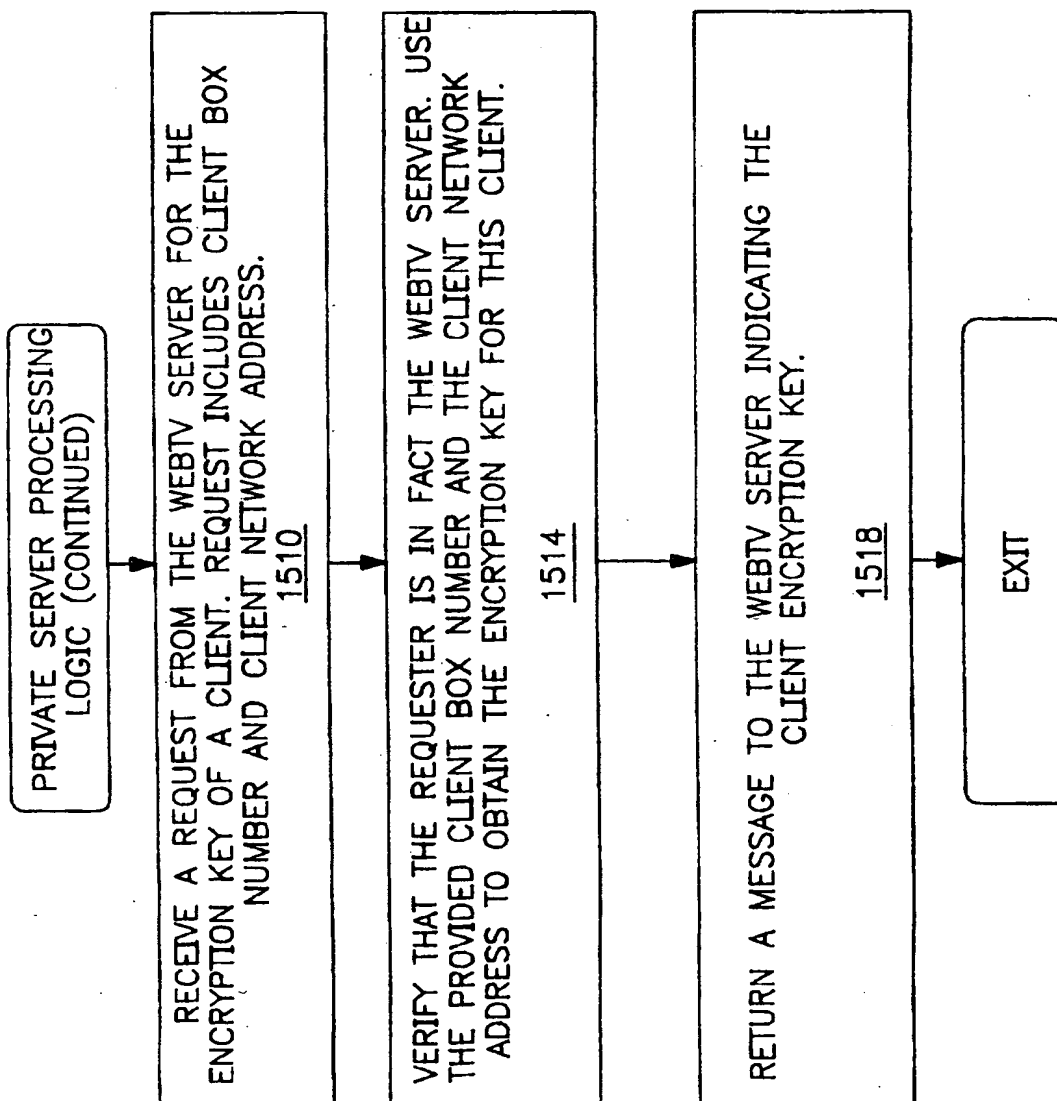 PRIVATE SERVER PROCESSING
LOGIC (CONTINUED)
RECEIVE A REQUEST FROM THE WEBTV SERVER FOR THE
ENCRYPTION KEY OF A CLIENT. REQUEST INCLUDES CLIENT BOX
NUMBER AND CLIENT NETWORK ADDRESS.
1510
VERIFY THAT THE REQUESTER IS IN FACT THE WEBTV SERVER. USE
THE PROVIDED CLIENT BOX NUMBER AND THE CLIENT NETWORK
ADDRESS TO OBTAIN THE ENCRYPTION KEY FOR THIS CLIENT.
1514
RETURN A MESSAGE TO THE WEBTV SERVER INDICATING THE
CLIENT ENCRYPTION KEY.
1518
EXIT